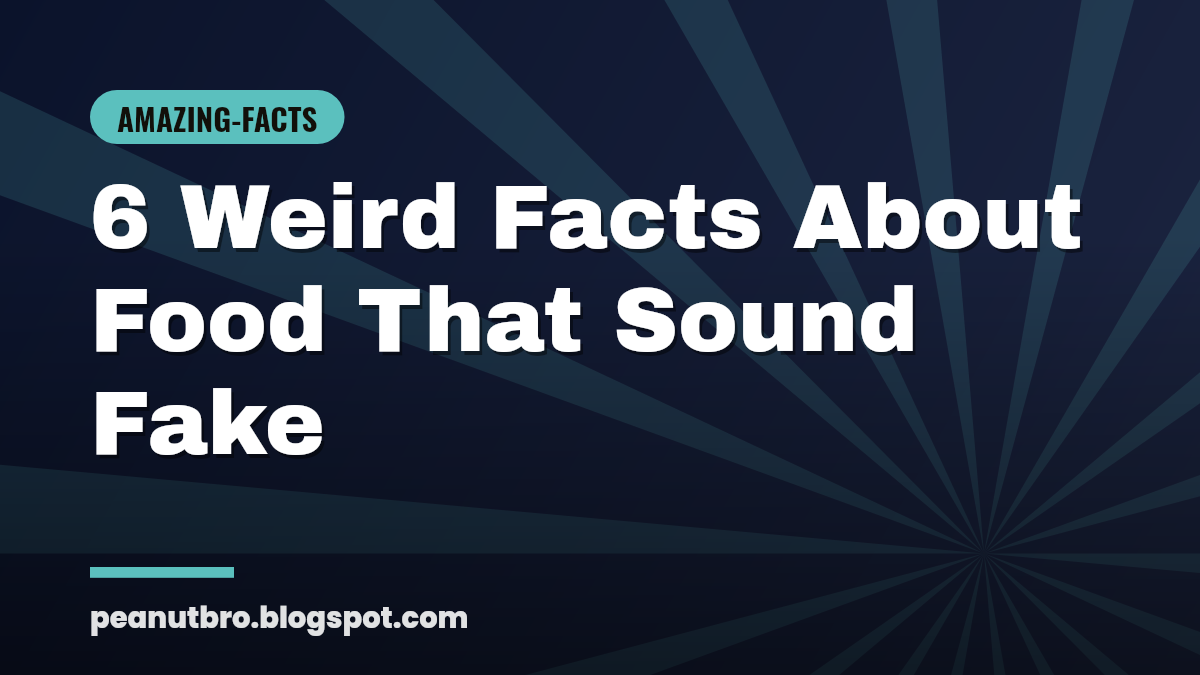 AMAZING-FACTS
6 Weird Facts About
Food That Sound
Fake
peanutbro.blogspot.com